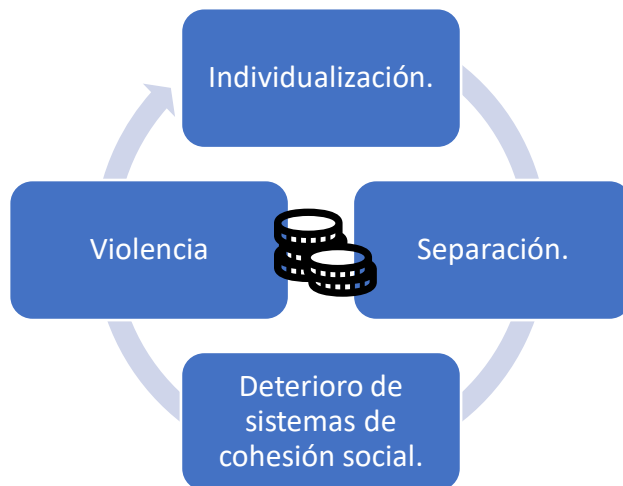 Individualización.
Violencia
Separación.
Deterioro de
sistemas de
cohesión social.